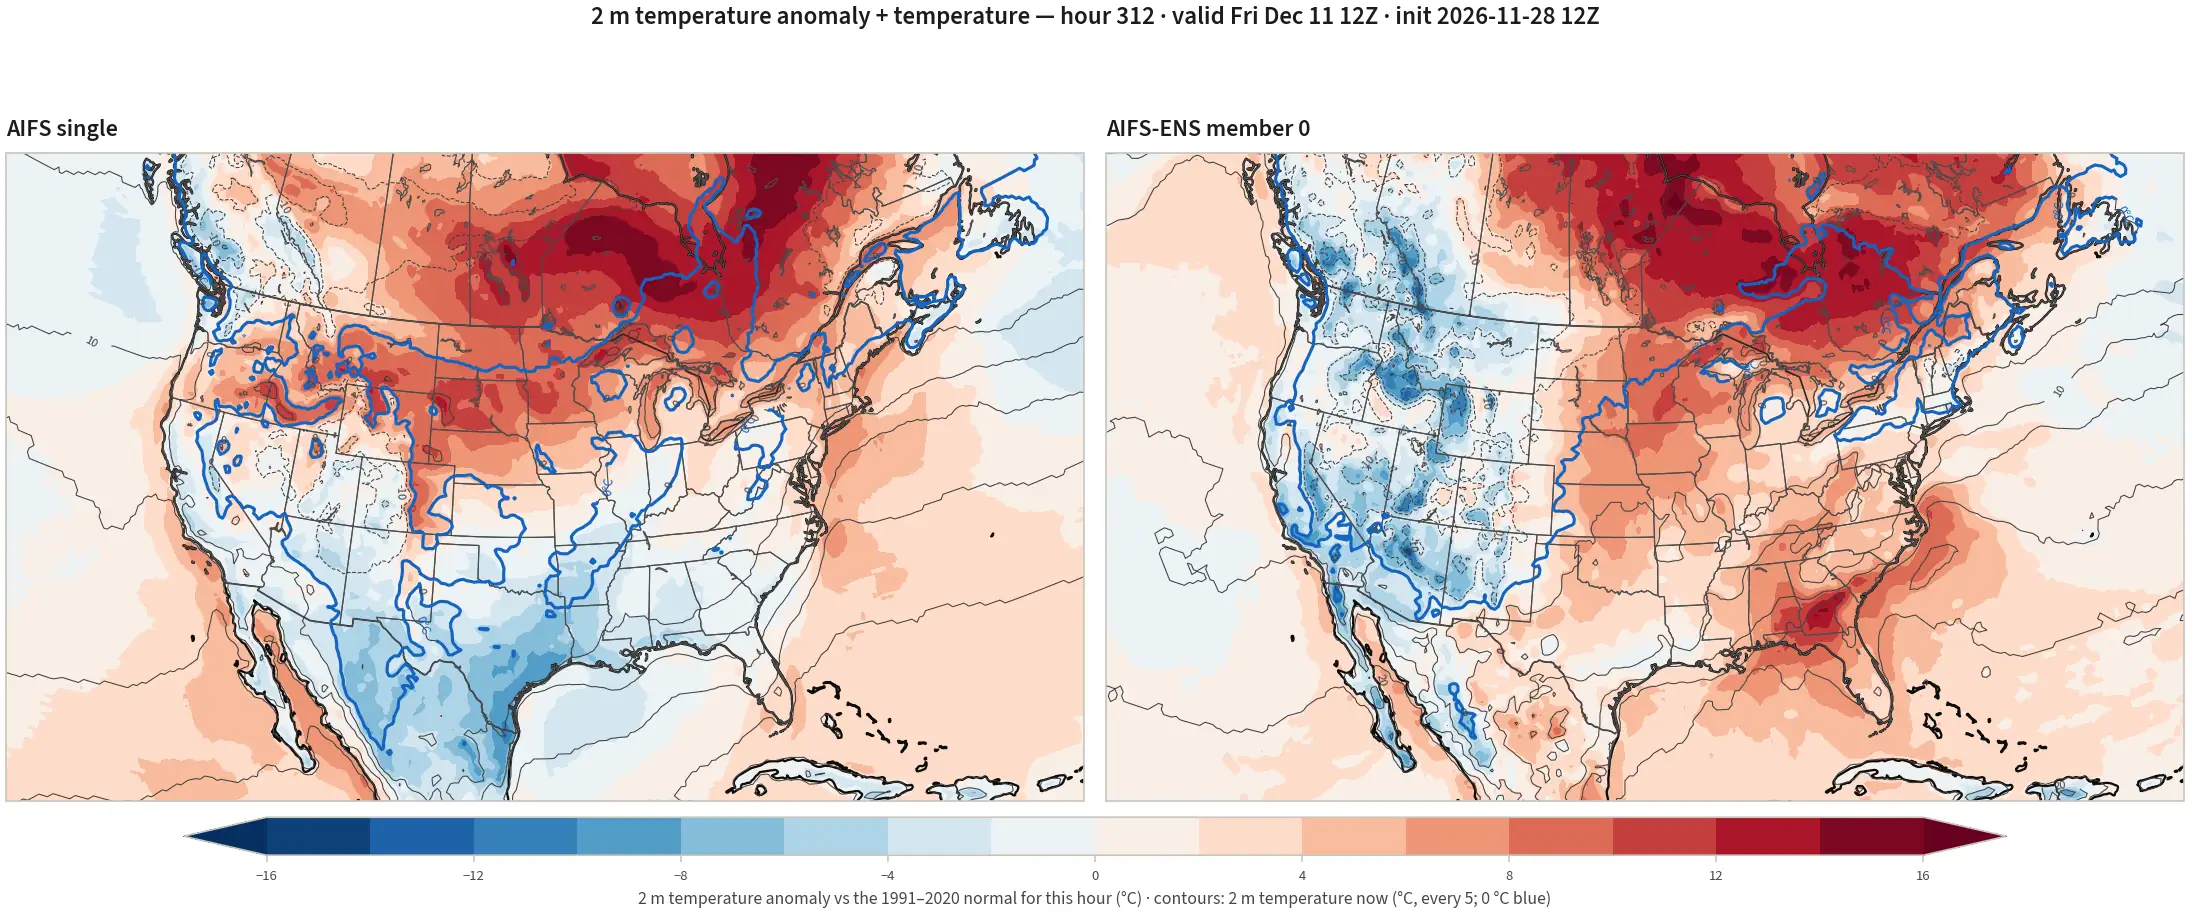 2 m temperature anomaly + temperature — hour 312 · valid Fri Dec 11 12Z · init 2026-11-28 12Z
AIFS single
AIFS-ENS member 0
10
10
−16
−12
−8
−4
0
4
8
12
16
2 m temperature anomaly vs the 1991–2020 normal for this hour (°C) · contours: 2 m temperature now (°C, every 5; 0 °C blue)